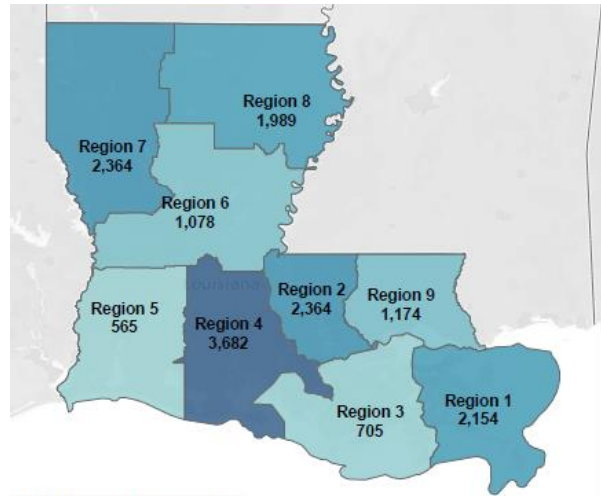 Region 8
1,989
Region 7
2,364
Region 6
1,078
Louisiana
Region 2
2,364
Region 9
1,174
Region 5
565
Region 4
3,682
Region 3
705
Region 1
2,154